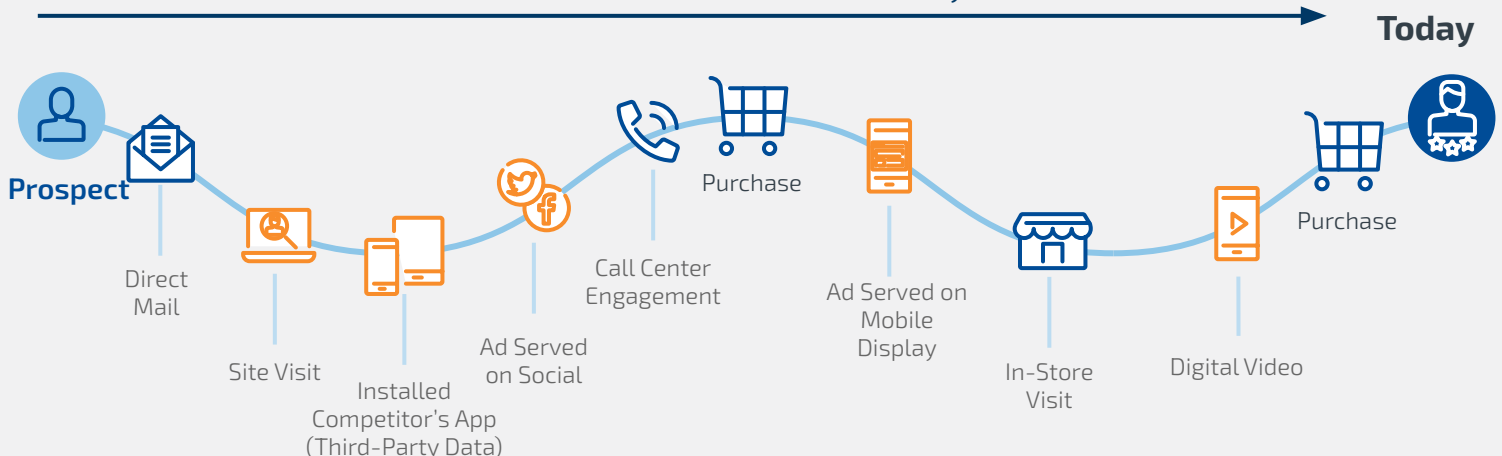 Today
Prospect
Direct
Mail
Site Visit
Installed
Competitor’s App
(Third-Party Data)
Ad Served
on Social
Call Center
Engagement
Purchase
Ad Served on
Mobile
Display
In-Store
Visit
Digital Video
Purchase